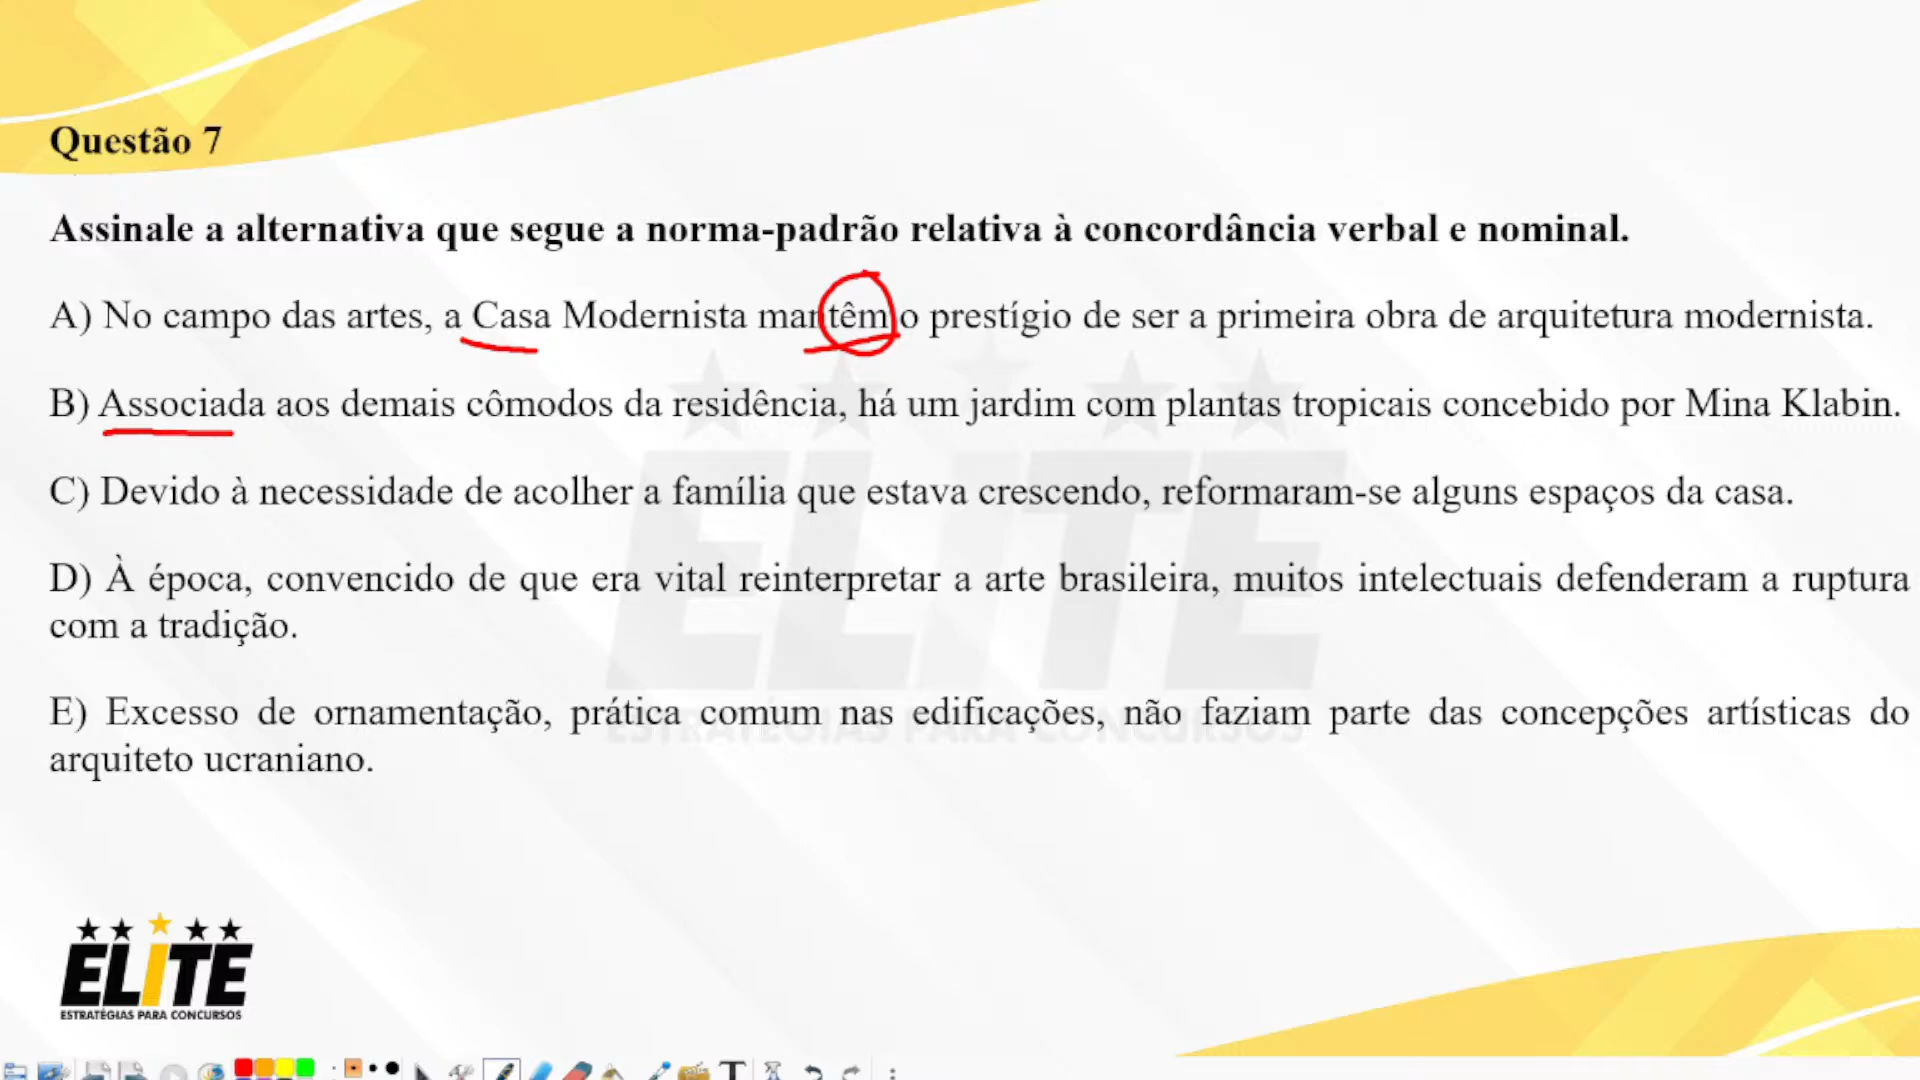 Questão 7
Assinale a alternativa que segue a norma-padrão relativa à concordância verbal e nominal.
A) No campo das artes, a Casa Modernista mantêm o prestígio de ser a primeira obra de arquitetura modernista.
B) Associada aos demais cômodos da residência, há um jardim com plantas tropicais concebido por Mina Klabin.
C) Devido à necessidade de acolher a família que estava crescendo, reformaram-se alguns espaços da casa.
D) À época, convencido de que era vital reinterpretar a arte brasileira, muitos intelectuais defenderam a ruptura
com a tradição.
E) Excesso de ornamentação, prática comum nas edificações, não faziam parte das concepções artísticas do
arquiteto ucraniano.
ELITE
ESTRATÉGIAS PARA CONCURSOS
ELITE
ESTRATÉGIAS PARA CONCURSOS